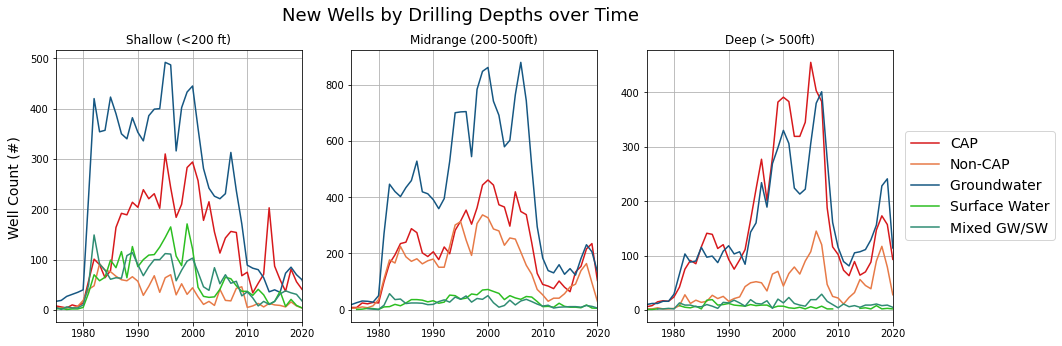 New Wells by Drilling Depths over Time
Shallow (<200 ft)
Midrange (200-500ft)
Deep (> 500ft)
Well Count (#)
500
400
300
200
100
0
1980 1990 2000 2010 2020
800
600
400
200
0
1980 1990 2000 2010 2020
400
300
200
100
0
1980 1990 2000 2010 2020
CAP
Non-CAP
Groundwater
Surface Water
Mixed GW/SW